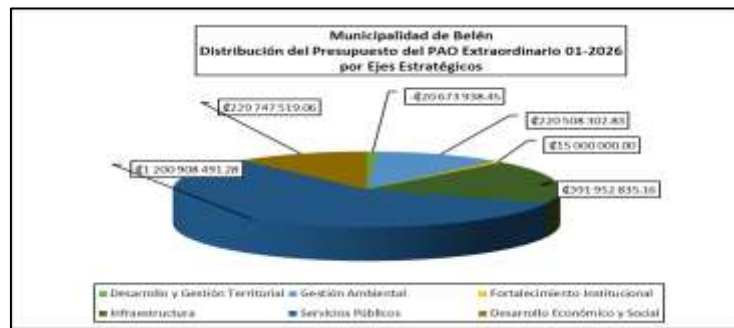 Municipalidad de Belén
Distribución del Presupuesto del PAO Extraordinario 01-2026
por Ejes Estratégicos
-₡20 673 938.45
₡229 747 519.06
₡220 508 302.83
₡15 000 000.00
₡1 200 908 491.28
₡391 952 835.16
Desarrollo y Gestión Territorial
Gestión Ambiental
Fortalecimiento Institucional
Infraestructura
Servicios Públicos
Desarrollo Económico y Social